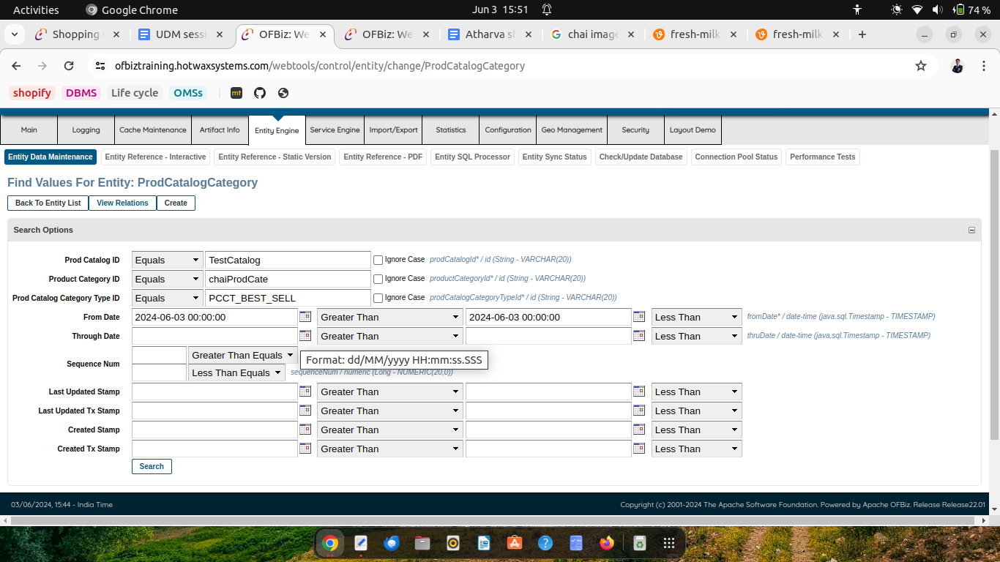 Activities Google Chrome Jun 3 15:51 74 %
Shopping UDM sessi OFBiz: We OFBiz: We Atharva sh chai image fresh-milk fresh-milk
ofbiztraining.hotwaxsystems.com/webtools/control/entity/change/ProdCatalogCategory
shopify DBMS Life cycle OMSs mt
Main Logging Cache Maintenance Artifact Info Entity Engine Service Engine Import/Export Statistics Configuration Geo Management Security Layout Demo
Entity Data Maintenance Entity Reference - Interactive Entity Reference - Static Version Entity Reference - PDF Entity SQL Processor Entity Sync Status Check/Update Database Connection Pool Status Performance Tests
Find Values For Entity: ProdCatalogCategory
Back To Entity List View Relations Create
Search Options
Prod Catalog ID Equals TestCatalog Ignore Case prodCatalogId* / id (String - VARCHAR(20))
Product Category ID Equals chaiProdCate Ignore Case productCategoryId* / id (String - VARCHAR(20))
Prod Catalog Category Type ID Equals PCCT_BEST_SELL Ignore Case prodCatalogCategoryTypeId* / id (String - VARCHAR(20))
From Date 2024-06-03 00:00:00 Greater Than 2024-06-03 00:00:00 Less Than fromDate* / date-time (java.sql.Timestamp - TIMESTAMP)
Through Date Greater Than Less Than thruDate / date-time (java.sql.Timestamp - TIMESTAMP)
Sequence Num Greater Than Equals
Format: dd/MM/yyyy HH:mm:ss.SSS
Less Than Equals sequenceNum / numeric (Long - NUMERIC(20,0))
Last Updated Stamp Greater Than Less Than
Last Updated Tx Stamp Greater Than Less Than
Created Stamp Greater Than Less Than
Created Tx Stamp Greater Than Less Than
Search
03/06/2024, 15:44 - India Time Copyright (c) 2001-2024 The Apache Software Foundation. Powered by Apache OFBiz. Release Release22.01